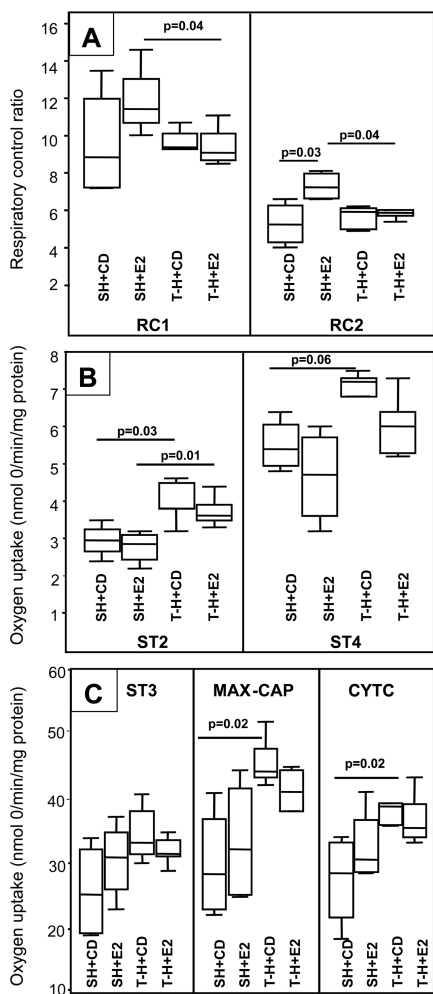 A
Respiratory control ratio
16
14
12
10
8
6
4
2
p=0.04
p=0.03
p=0.04
SH+CD
SH+E2
T-H+CD
T-H+E2
SH+CD
SH+E2
T-H+CD
T-H+E2
RC1
RC2
B
Oxygen uptake (nmol 0/min/mg protein)
8
7
6
5
4
3
2
1
p=0.03
p=0.01
p=0.06
SH+CD
SH+E2
T-H+CD
T-H+E2
SH+CD
SH+E2
T-H+CD
T-H+E2
ST2
ST4
C
Oxygen uptake (nmol 0/min/mg protein)
60
50
40
30
20
10
ST3
MAX-CAP
CYTC
p=0.02
p=0.02
SH+CD
SH+E2
T-H+CD
T-H+E2
SH+CD
SH+E2
T-H+CD
T-H+E2
SH+CD
SH+E2
T-H+CD
T-H+E2